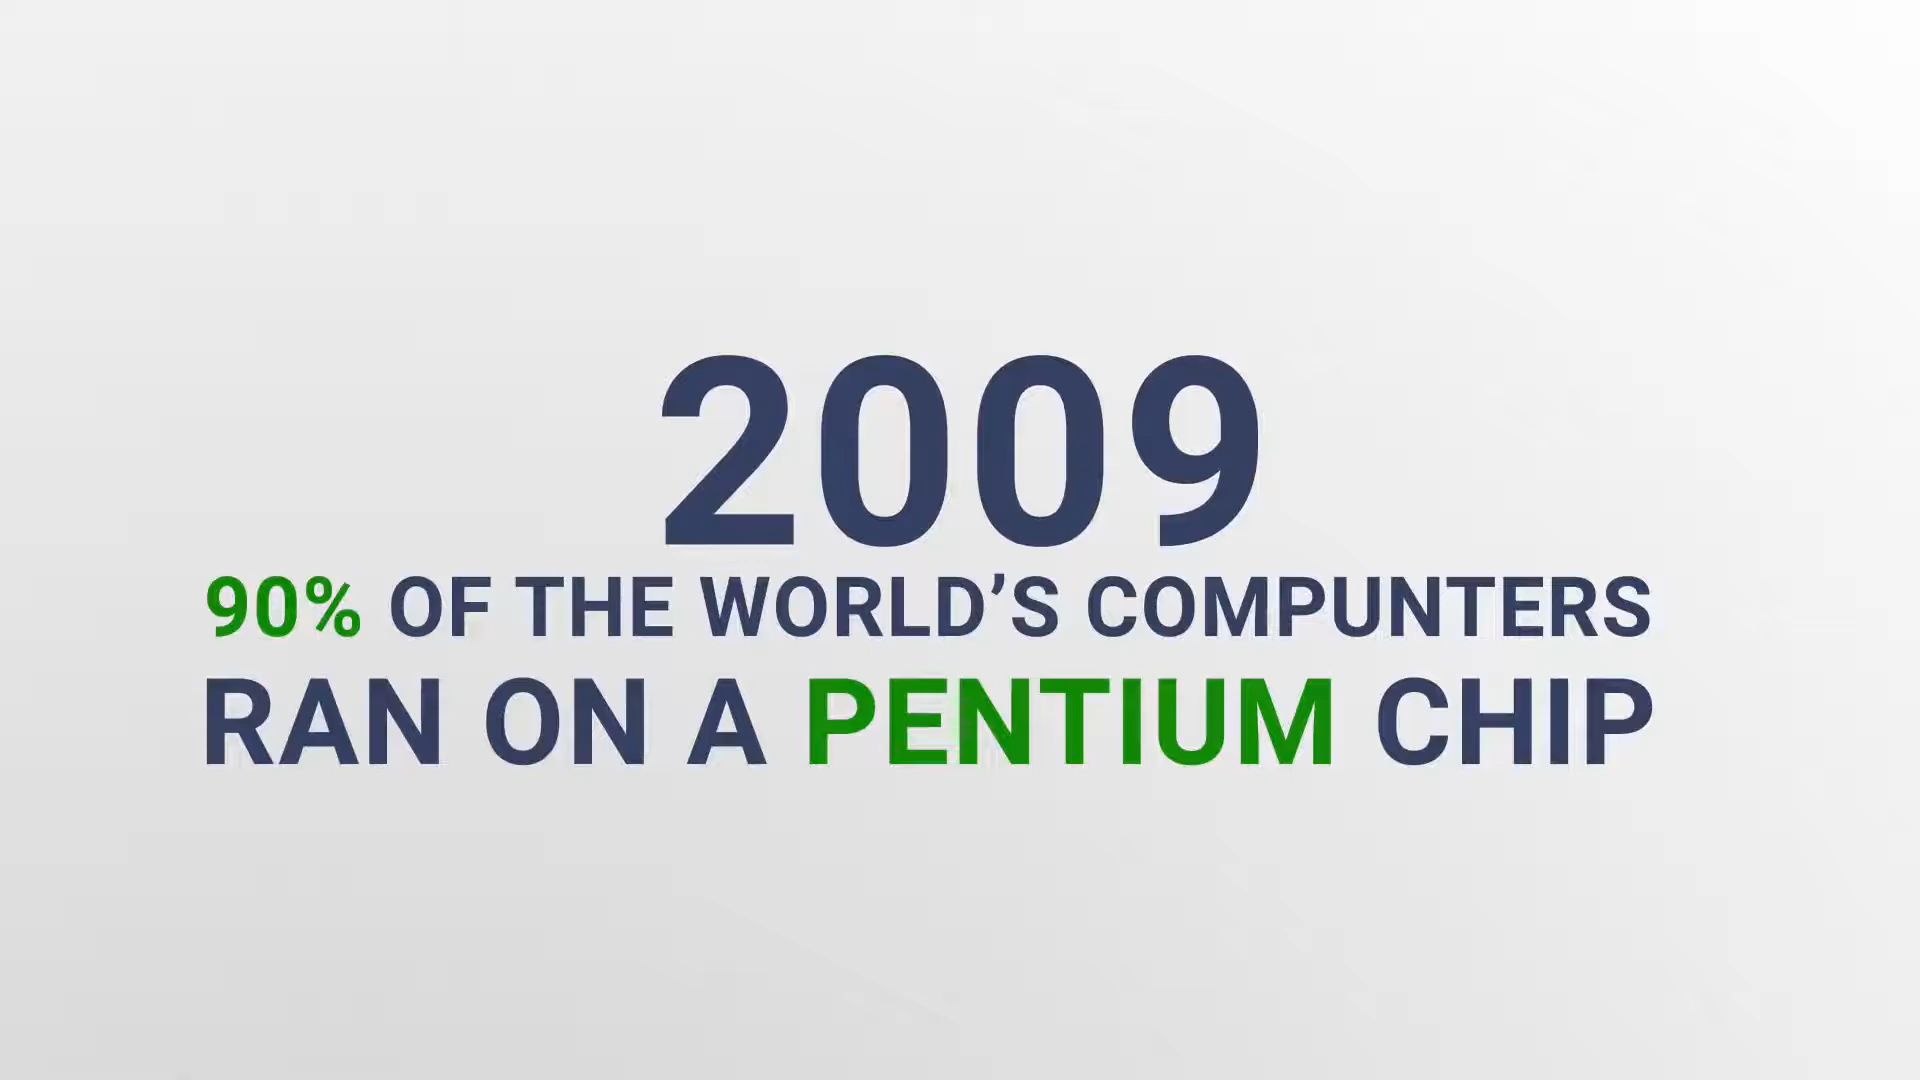 2009
90% OF THE WORLD’S COMPUNTERS
RAN ON A PENTIUM CHIP